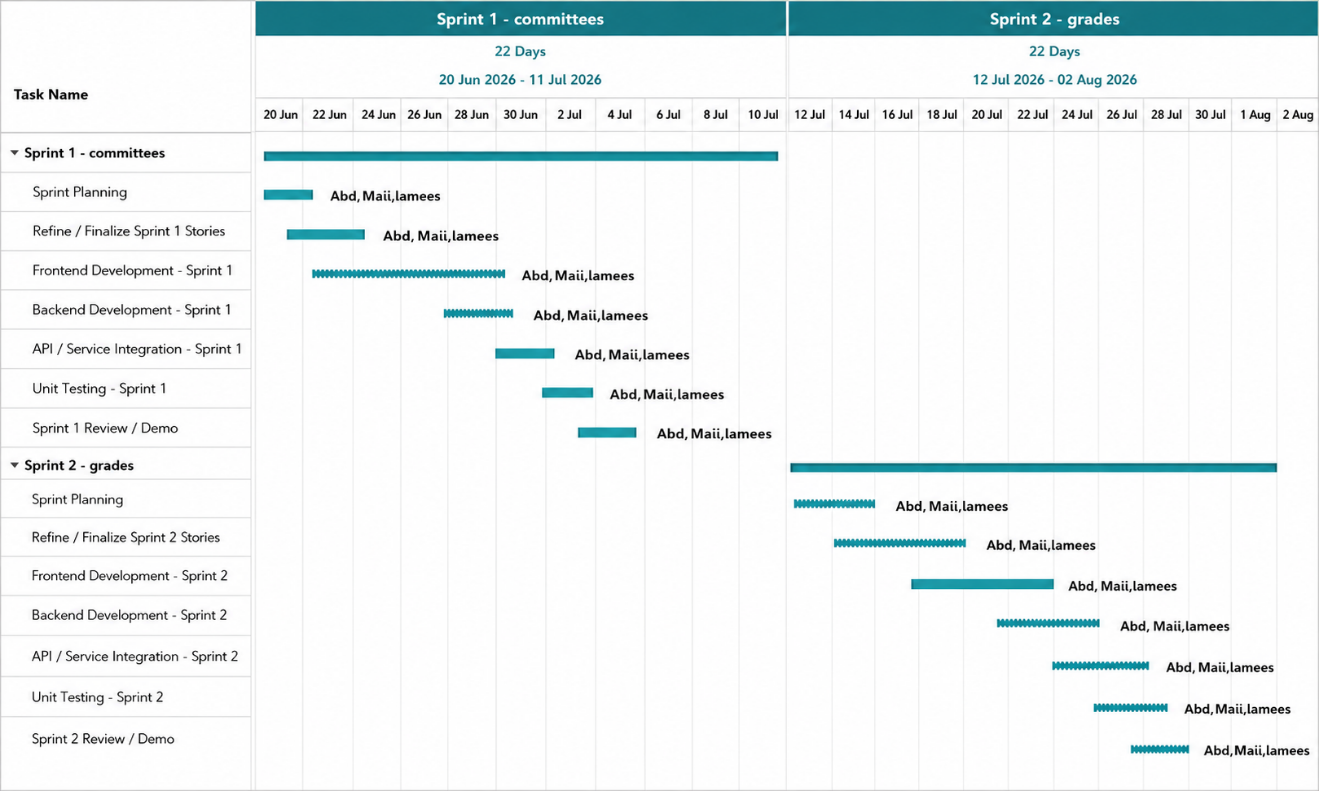 Sprint 1 - committees
Sprint 2 - grades
22 Days
22 Days
20 Jun 2026 - 11 Jul 2026
12 Jul 2026 - 02 Aug 2026
Task Name
20 Jun 22 Jun 24 Jun 26 Jun 28 Jun 30 Jun 2 Jul 4 Jul 6 Jul 8 Jul 10 Jul 12 Jul 14 Jul 16 Jul 18 Jul 20 Jul 22 Jul 24 Jul 26 Jul 28 Jul 30 Jul 1 Aug 2 Aug
Sprint 1 - committees
Sprint Planning Abd, Maii,lamees
Refine / Finalize Sprint 1 Stories Abd, Maii,lamees
Frontend Development - Sprint 1 Abd, Maii,lamees
Backend Development - Sprint 1 Abd, Maii,lamees
API / Service Integration - Sprint 1 Abd, Maii,lamees
Unit Testing - Sprint 1 Abd, Maii,lamees
Sprint 1 Review / Demo Abd, Maii,lamees
Sprint 2 - grades
Sprint Planning Abd, Maii,lamees
Refine / Finalize Sprint 2 Stories Abd, Maii,lamees
Frontend Development - Sprint 2 Abd, Maii,lamees
Backend Development - Sprint 2 Abd, Maii,lamees
API / Service Integration - Sprint 2 Abd, Maii,lamees
Unit Testing - Sprint 2 Abd,Maii,lamees
Sprint 2 Review / Demo Abd,Maii,lamees